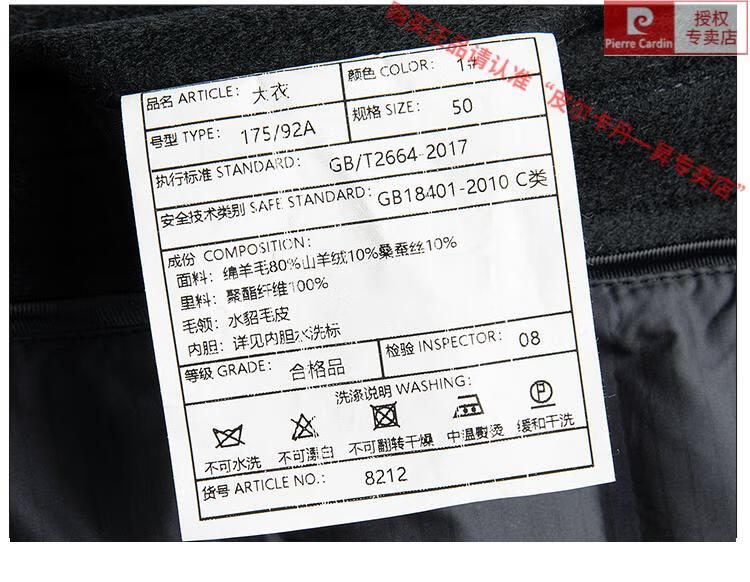 Pierre Cardin
授权
专卖店
购买正品请认准“皮尔卡丹一昊专卖店”
品名 ARTICLE: 大衣
颜色 COLOR: 1#
号型 TYPE: 175/92A
规格 SIZE: 50
执行标准 STANDARD: GB/T2664-2017
安全技术类别 SAFE STANDARD: GB18401-2010 C类
成份 COMPOSITION:
面料: 绵羊毛80%山羊绒10%桑蚕丝10%
里料: 聚酯纤维100%
毛领: 水貂毛皮
内胆: 详见内胆水洗标
等级 GRADE: 合格品
检验 INSPECTOR: 08
洗涤说明 WASHING:
P
不可水洗 不可漂白 不可翻转干燥 中温熨烫 缓和干洗
货号 ARTICLE NO.: 8212